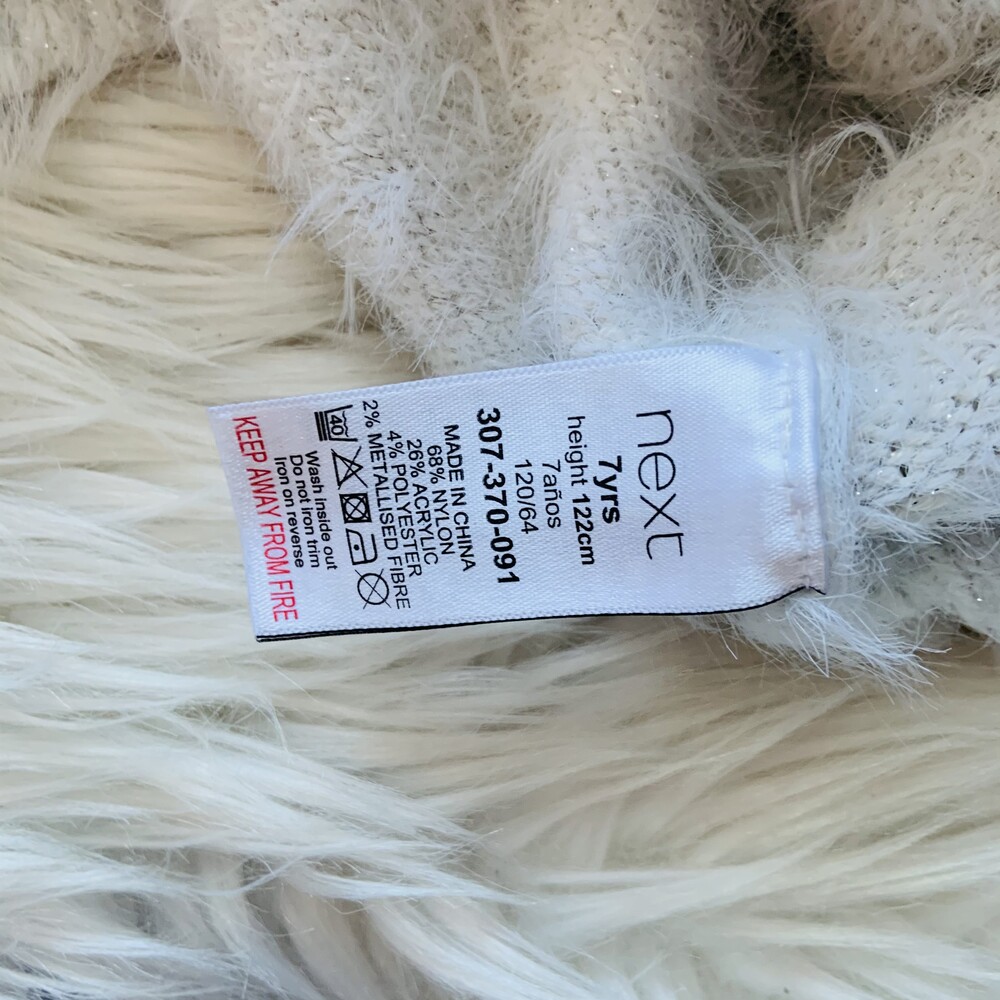 next
7yrs
height 122cm
7años
120/64
307-370-091
MADE IN CHINA
68% NYLON
26% ACRYLIC
4% POLYESTER
2% METALLISED FIBRE
40
Wash inside out
Do not iron trim
Iron on reverse
KEEP AWAY FROM FIRE